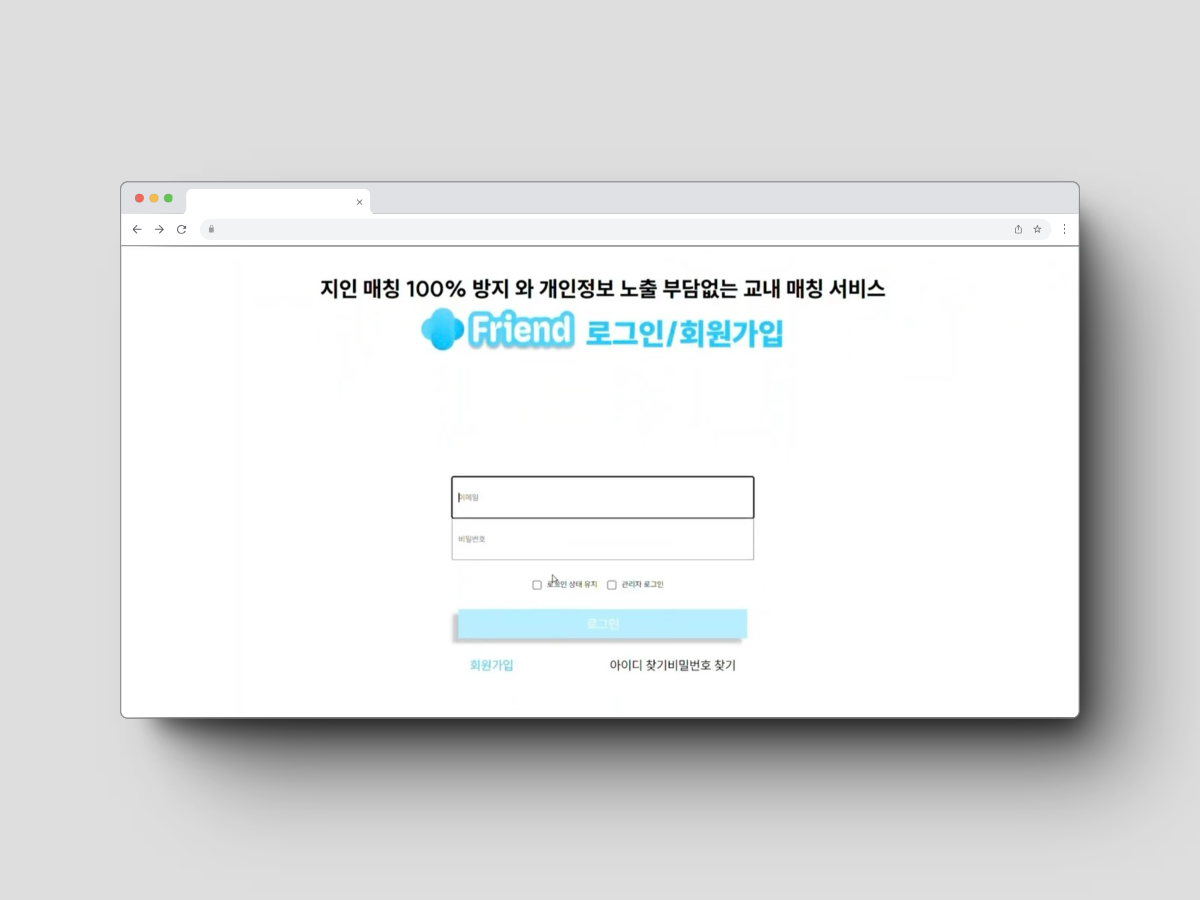 지인 매칭 100% 방지 와 개인정보 노출 부담없는 교내 매칭 서비스
Friend 로그인/회원가입
이메일
비밀번호
로그인 상태 유지 관리자 로그인
로그인
회원가입 아이디 찾기비밀번호 찾기